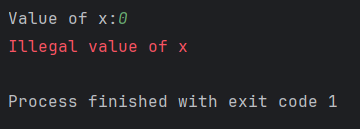 Value of x:0
Illegal value of x
Process finished with exit code 1